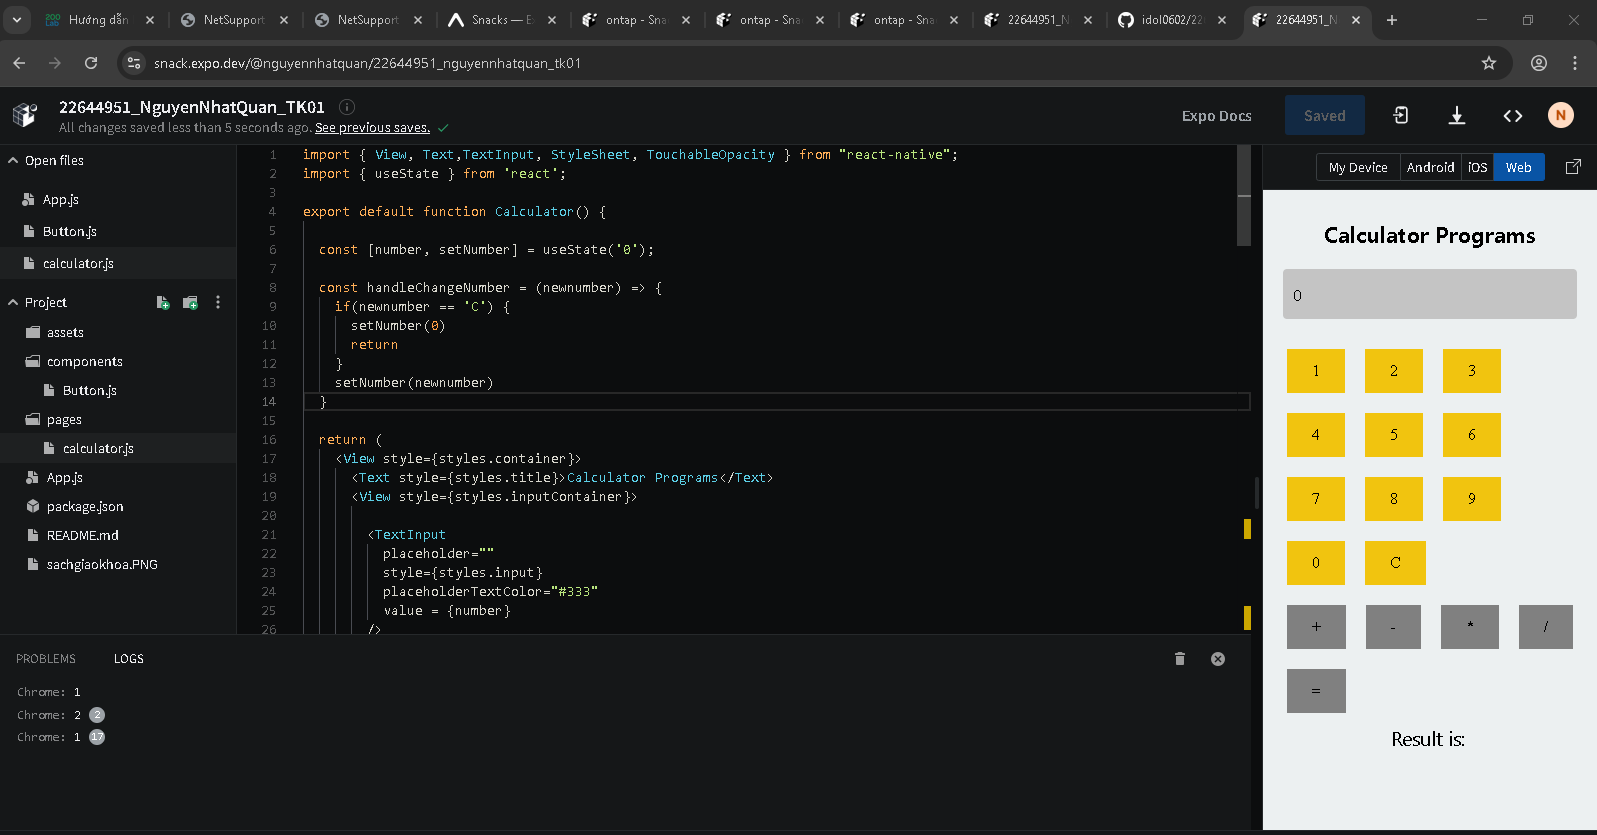 Hướng dẫn
NetSupport
NetSupport
Snacks — E
ontap - Sna
ontap - Sna
ontap - Sna
22644951_N
idol0602/22
22644951_N
snack.expo.dev/@nguyennhatquan/22644951_nguyennhatquan_tk01
22644951_NguyenNhatQuan_TK01
All changes saved less than 5 seconds ago. See previous saves.
Expo Docs
Saved
N
Open files
App.js
Button.js
calculator.js
Project
assets
components
Button.js
pages
calculator.js
App.js
package.json
README.md
sachgiaokhoa.PNG
1 import { View, Text,TextInput, StyleSheet, TouchableOpacity } from "react-native";
2 import { useState } from 'react';
3
4 export default function Calculator() {
5
6 const [number, setNumber] = useState('0');
7
8 const handleChangeNumber = (newnumber) => {
9 if(newnumber == 'C') {
10 setNumber(0)
11 return
12 }
13 setNumber(newnumber)
14 }
15
16 return (
17 <View style={styles.container}>
18 <Text style={styles.title}>Calculator Programs</Text>
19 <View style={styles.inputContainer}>
20
21 <TextInput
22 placeholder=""
23 style={styles.input}
24 placeholderTextColor="#333"
25 value = {number}
26 />
PROBLEMS
LOGS
Chrome: 1
Chrome: 2 2
Chrome: 1 17
My Device
Android
iOS
Web
Calculator Programs
0
1 2 3
4 5 6
7 8 9
0 C
+ - * /
=
Result is: